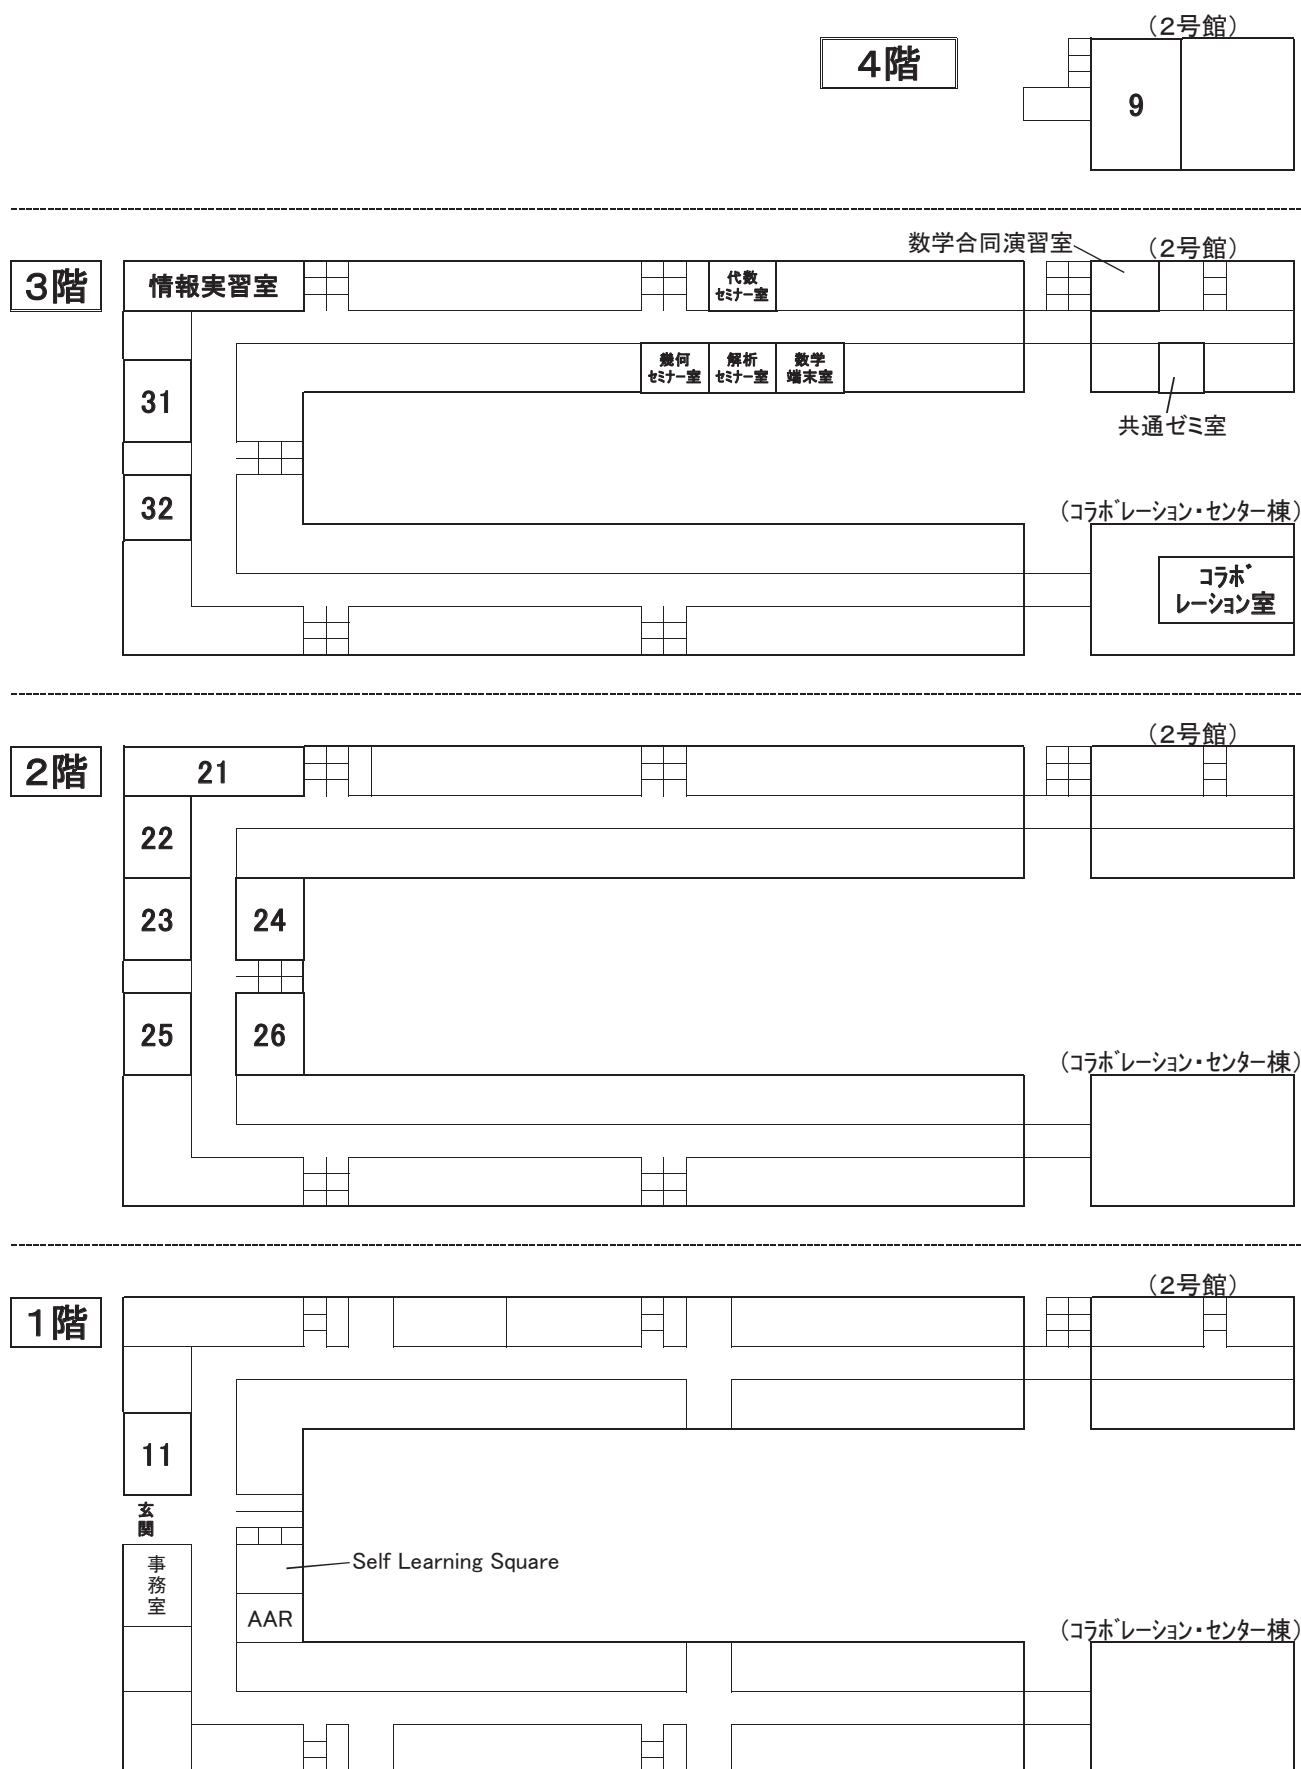 (2号館)
4階
9
数学合同演習室
(2号館)
3階
情報実習室
代数
セミナー室
幾何
セミナー室
解析
セミナー室
数学
端末室
31
共通ゼミ室
32
(コラボレーション・センター棟)
コラボ
レーション室
(2号館)
2階
21
22
23
24
25
26
(コラボレーション・センター棟)
(2号館)
1階
11
玄
関
事
務
室
Self Learning Square
AAR
(コラボレーション・センター棟)